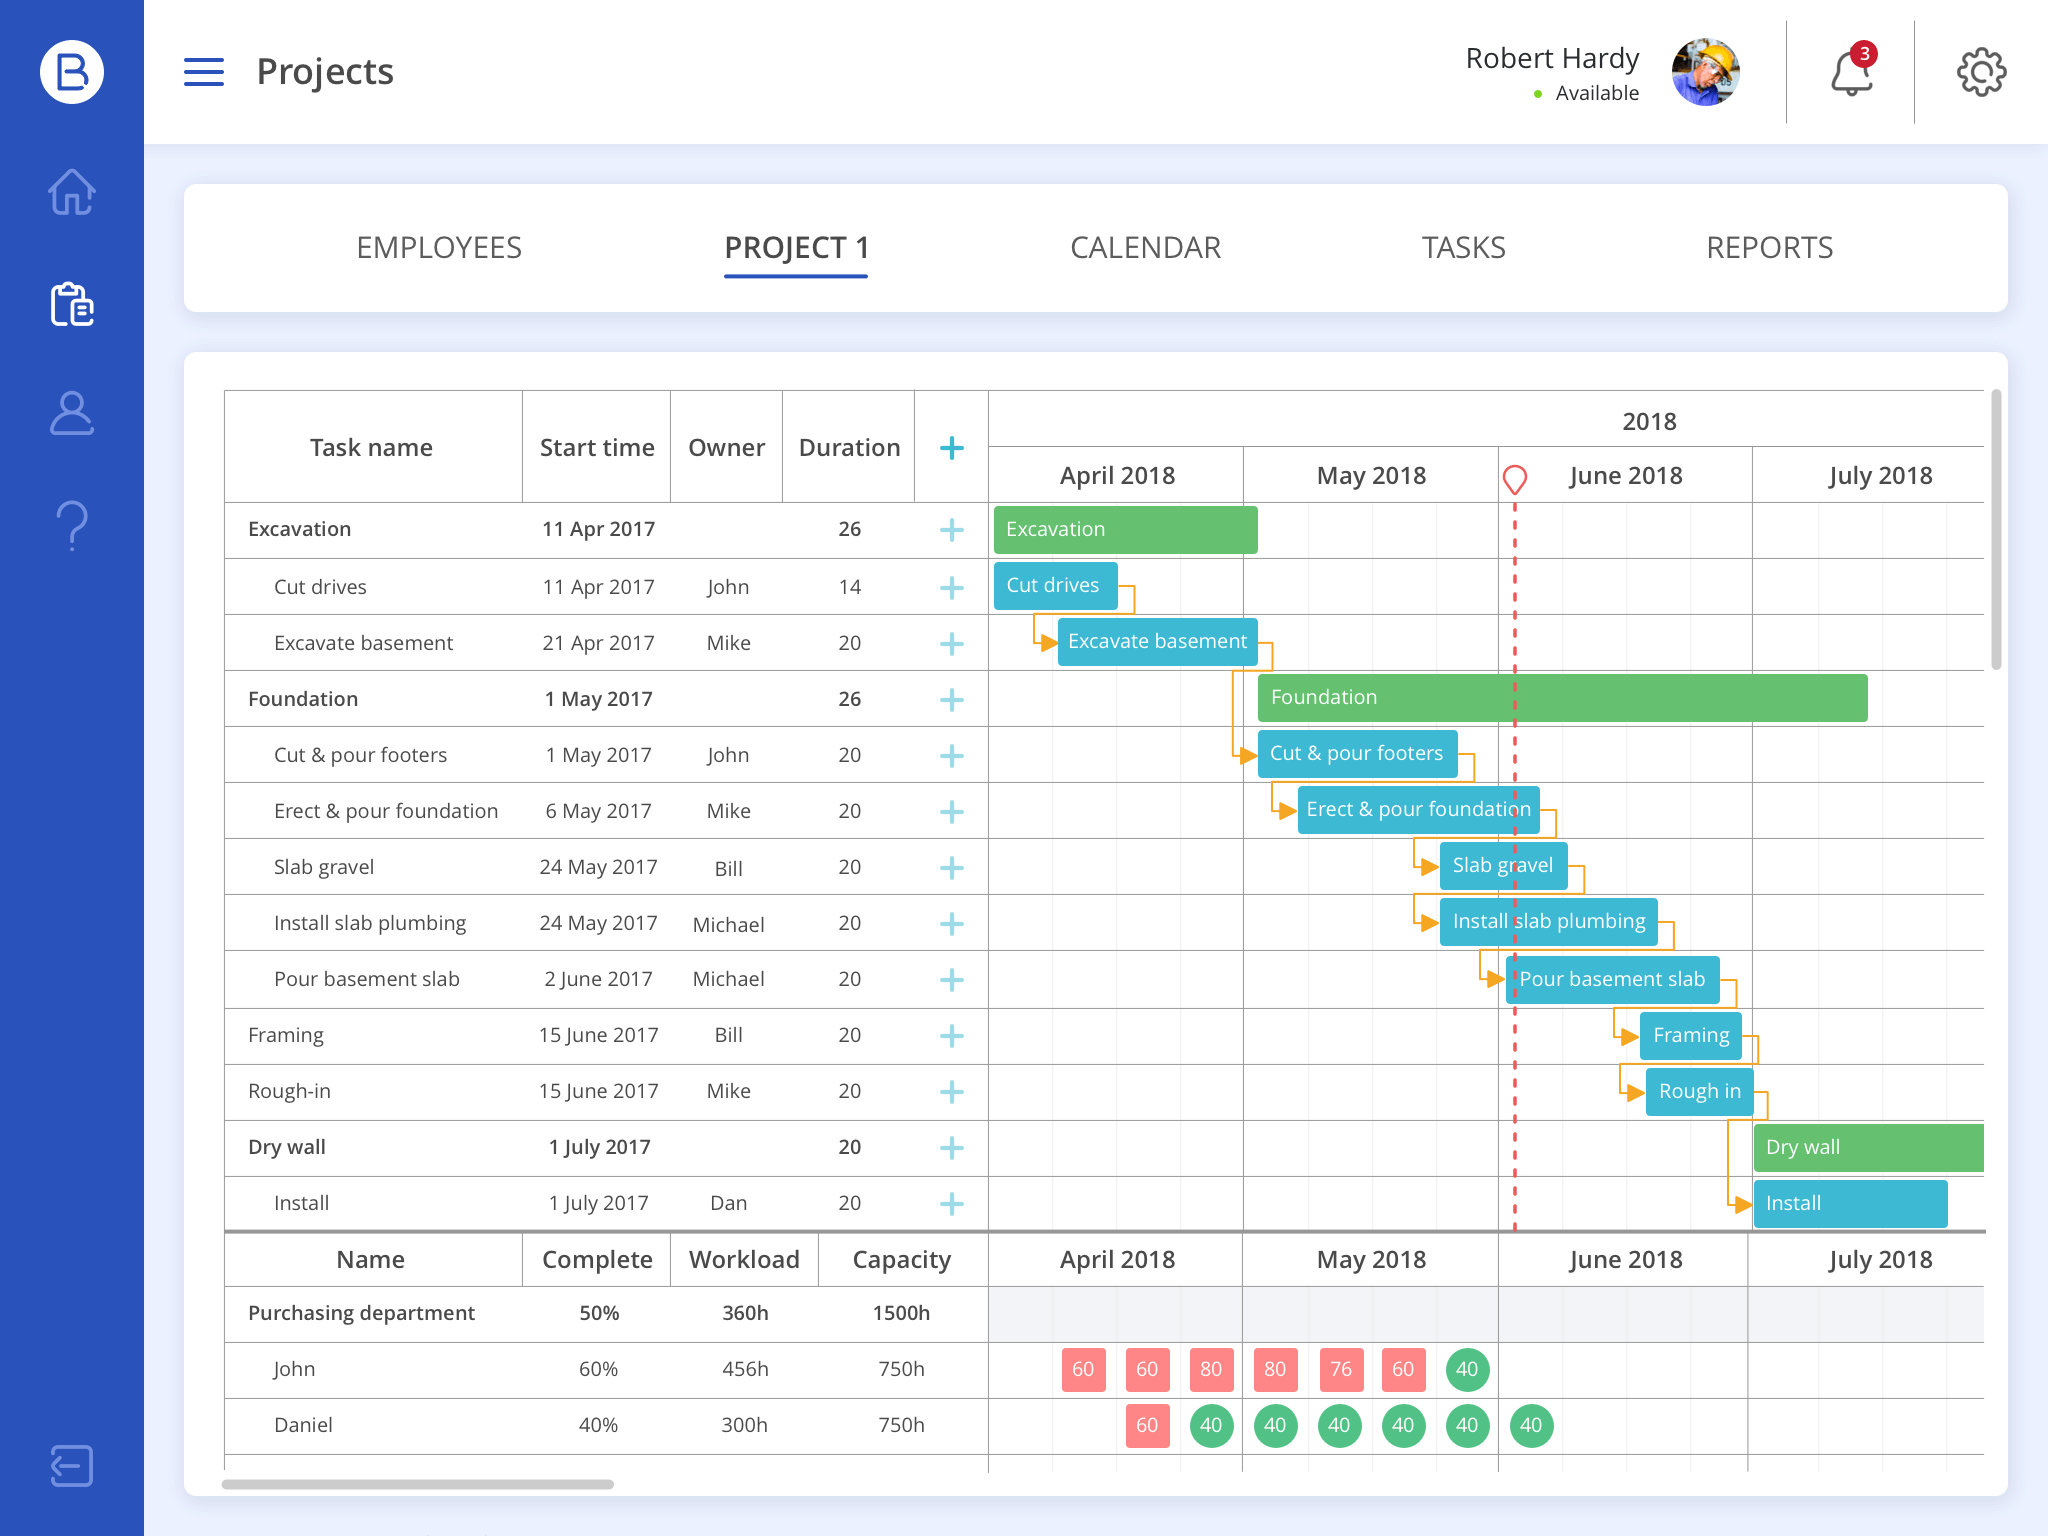 B
Projects
Robert Hardy
Available
3
EMPLOYEES PROJECT 1 CALENDAR TASKS REPORTS
2018
Task name Start time Owner Duration + April 2018 May 2018 June 2018 July 2018
Excavation 11 Apr 2017 26 + Excavation
Cut drives 11 Apr 2017 John 14 + Cut drives
Excavate basement 21 Apr 2017 Mike 20 + Excavate basement
Foundation 1 May 2017 26 + Foundation
Cut & pour footers 1 May 2017 John 20 + Cut & pour footers
Erect & pour foundation 6 May 2017 Mike 20 + Erect & pour foundation
Slab gravel 24 May 2017 Bill 20 + Slab gravel
Install slab plumbing 24 May 2017 Michael 20 + Install slab plumbing
Pour basement slab 2 June 2017 Michael 20 + Pour basement slab
Framing 15 June 2017 Bill 20 + Framing
Rough-in 15 June 2017 Mike 20 + Rough in
Dry wall 1 July 2017 20 + Dry wall
Install 1 July 2017 Dan 20 + Install
Name Complete Workload Capacity April 2018 May 2018 June 2018 July 2018
Purchasing department 50% 360h 1500h
John 60% 456h 750h 60 60 80 80 76 60 40
Daniel 40% 300h 750h 60 40 40 40 40 40 40